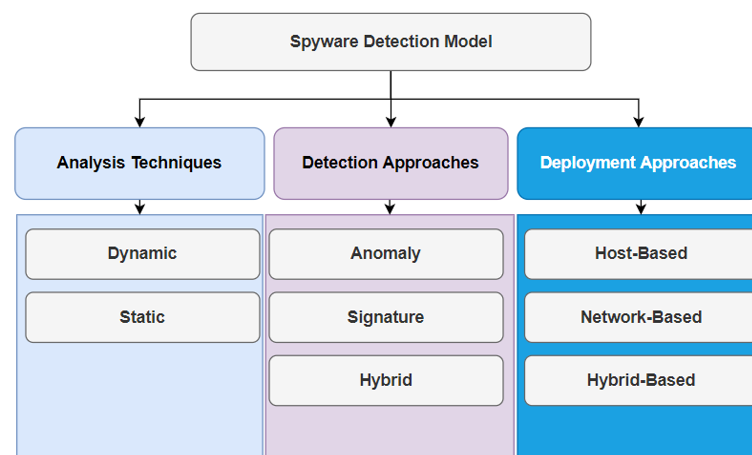 Spyware Detection Model
Analysis Techniques
Detection Approaches
Deployment Approaches
Dynamic
Static
Anomaly
Signature
Hybrid
Host-Based
Network-Based
Hybrid-Based